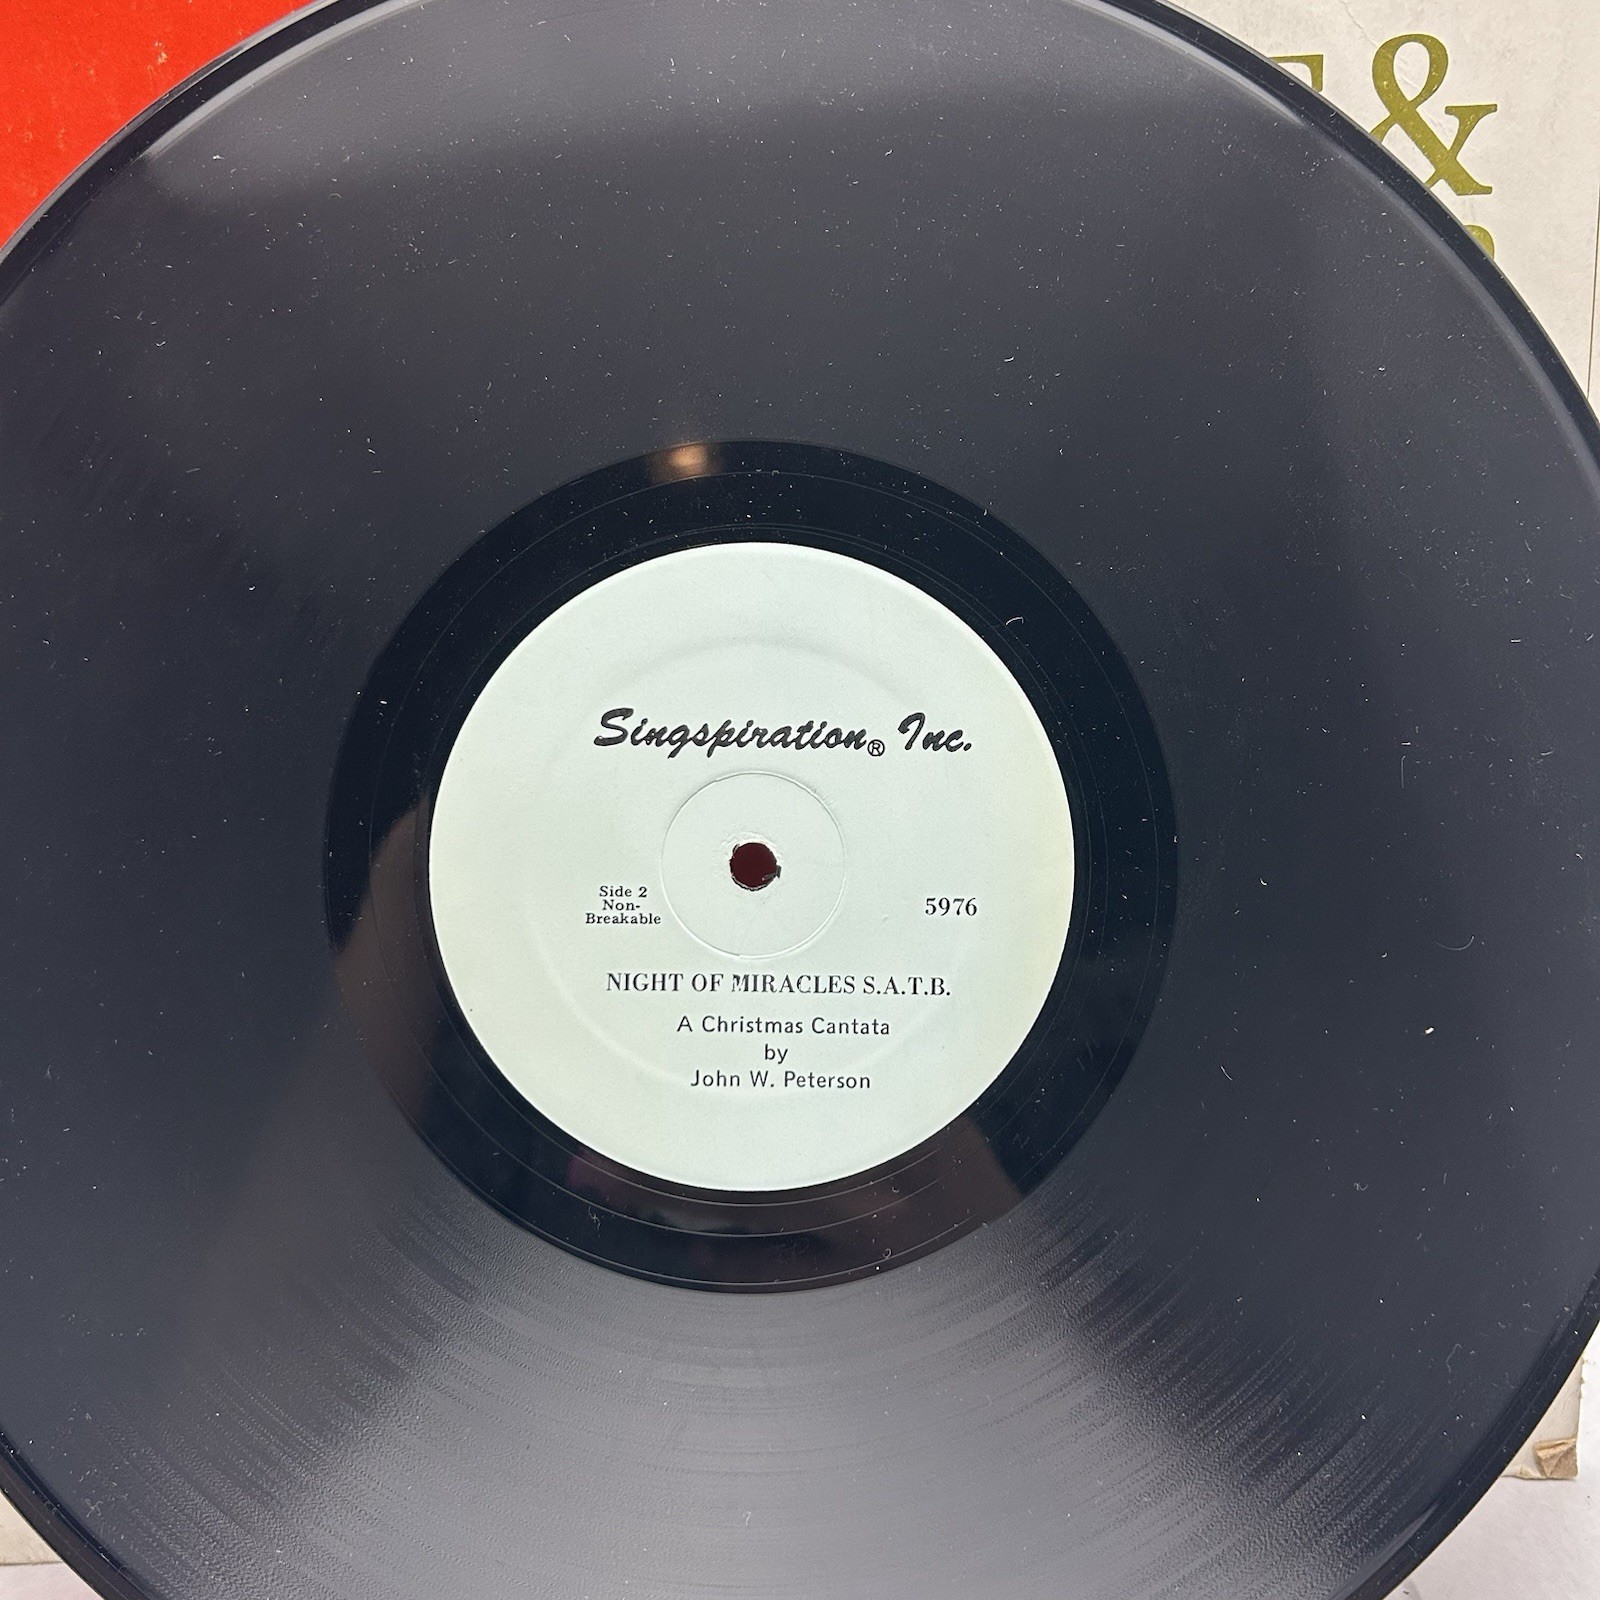 &
Singspiration® Inc.
Side 2
Non-
Breakable
5976
NIGHT OF MIRACLES S.A.T.B.
A Christmas Cantata
by
John W. Peterson